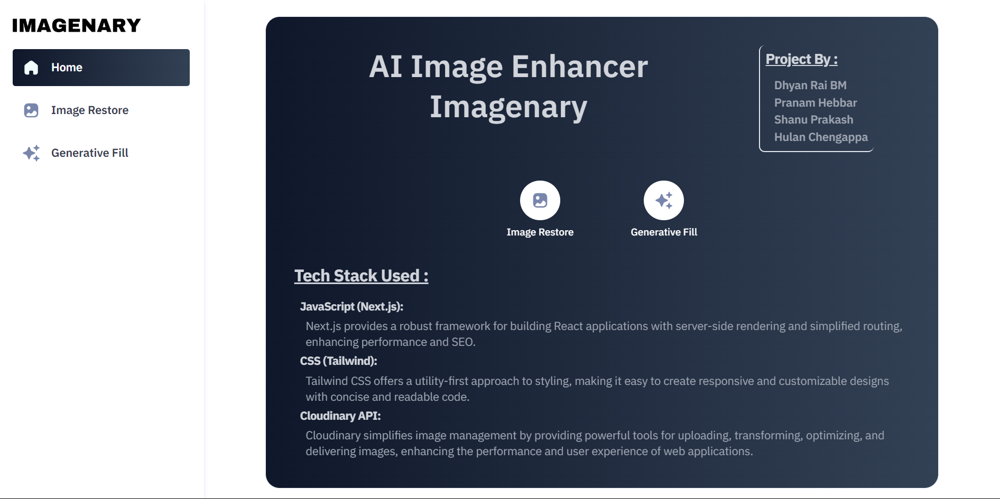 IMAGENARY
Home
Image Restore
Generative Fill
AI Image Enhancer
Imagenary
Project By :
Dhyan Rai BM
Pranam Hebbar
Shanu Prakash
Hulan Chengappa
Image Restore
Generative Fill
Tech Stack Used :
JavaScript (Next.js):
Next.js provides a robust framework for building React applications with server-side rendering and simplified routing,
enhancing performance and SEO.
CSS (Tailwind):
Tailwind CSS offers a utility-first approach to styling, making it easy to create responsive and customizable designs
with concise and readable code.
Cloudinary API:
Cloudinary simplifies image management by providing powerful tools for uploading, transforming, optimizing, and
delivering images, enhancing the performance and user experience of web applications.